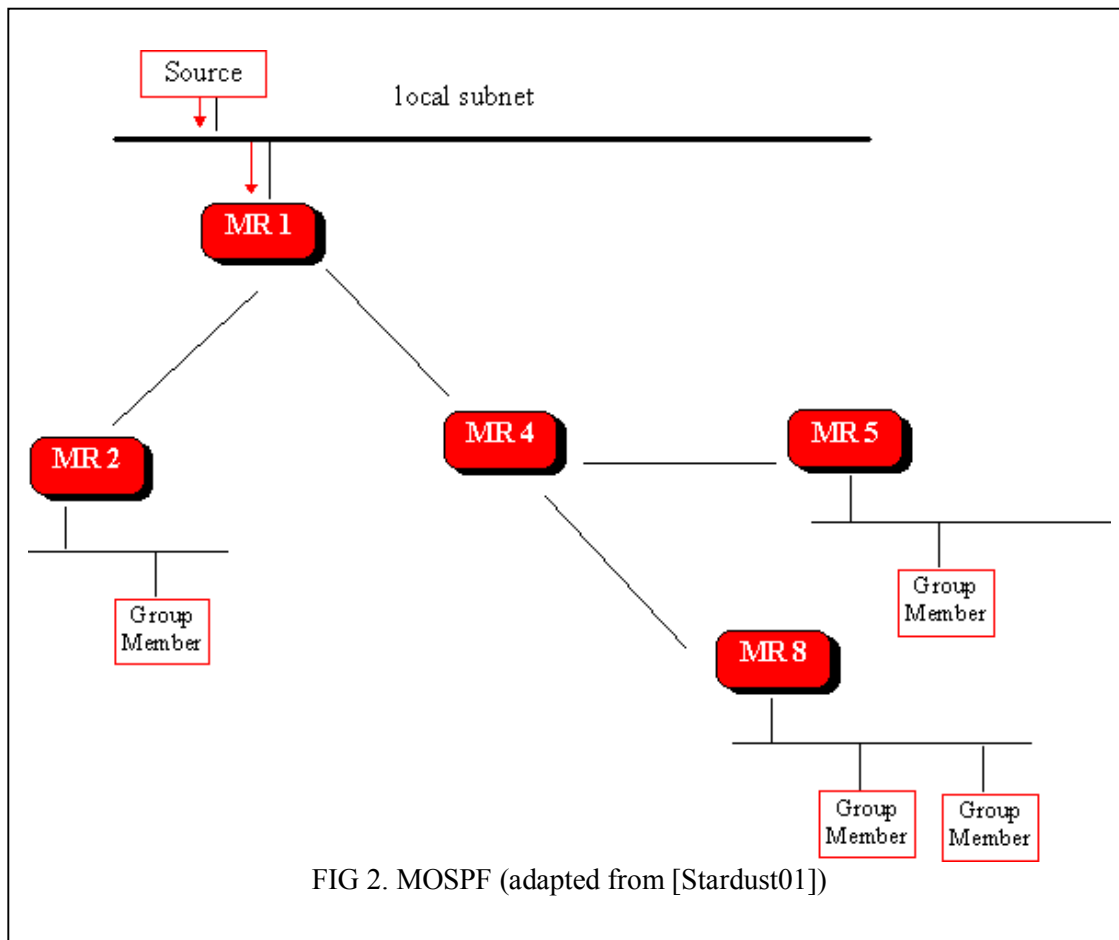 Source
local subnet
MR 1
MR 4
MR 5
MR 2
Group
Member
Group
Member
MR 8
Group
Member
Group
Member
FIG 2. MOSPF (adapted from [Stardust01])